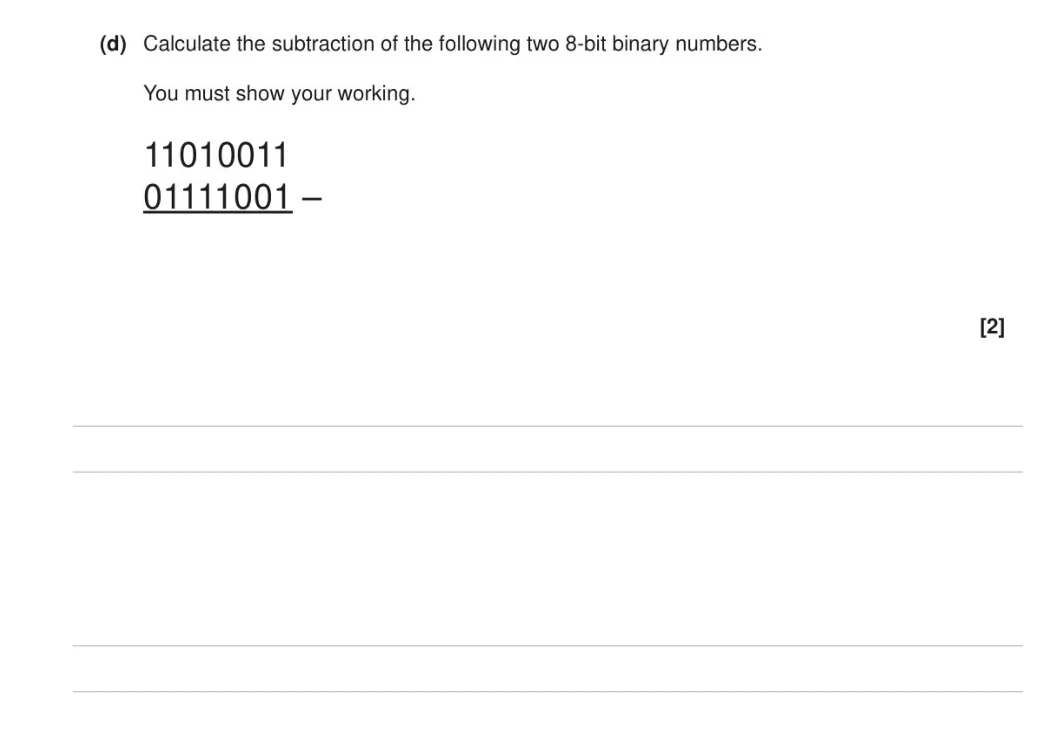 (d) Calculate the subtraction of the following two 8-bit binary numbers.
You must show your working.
11010011
01111001 –
[2]